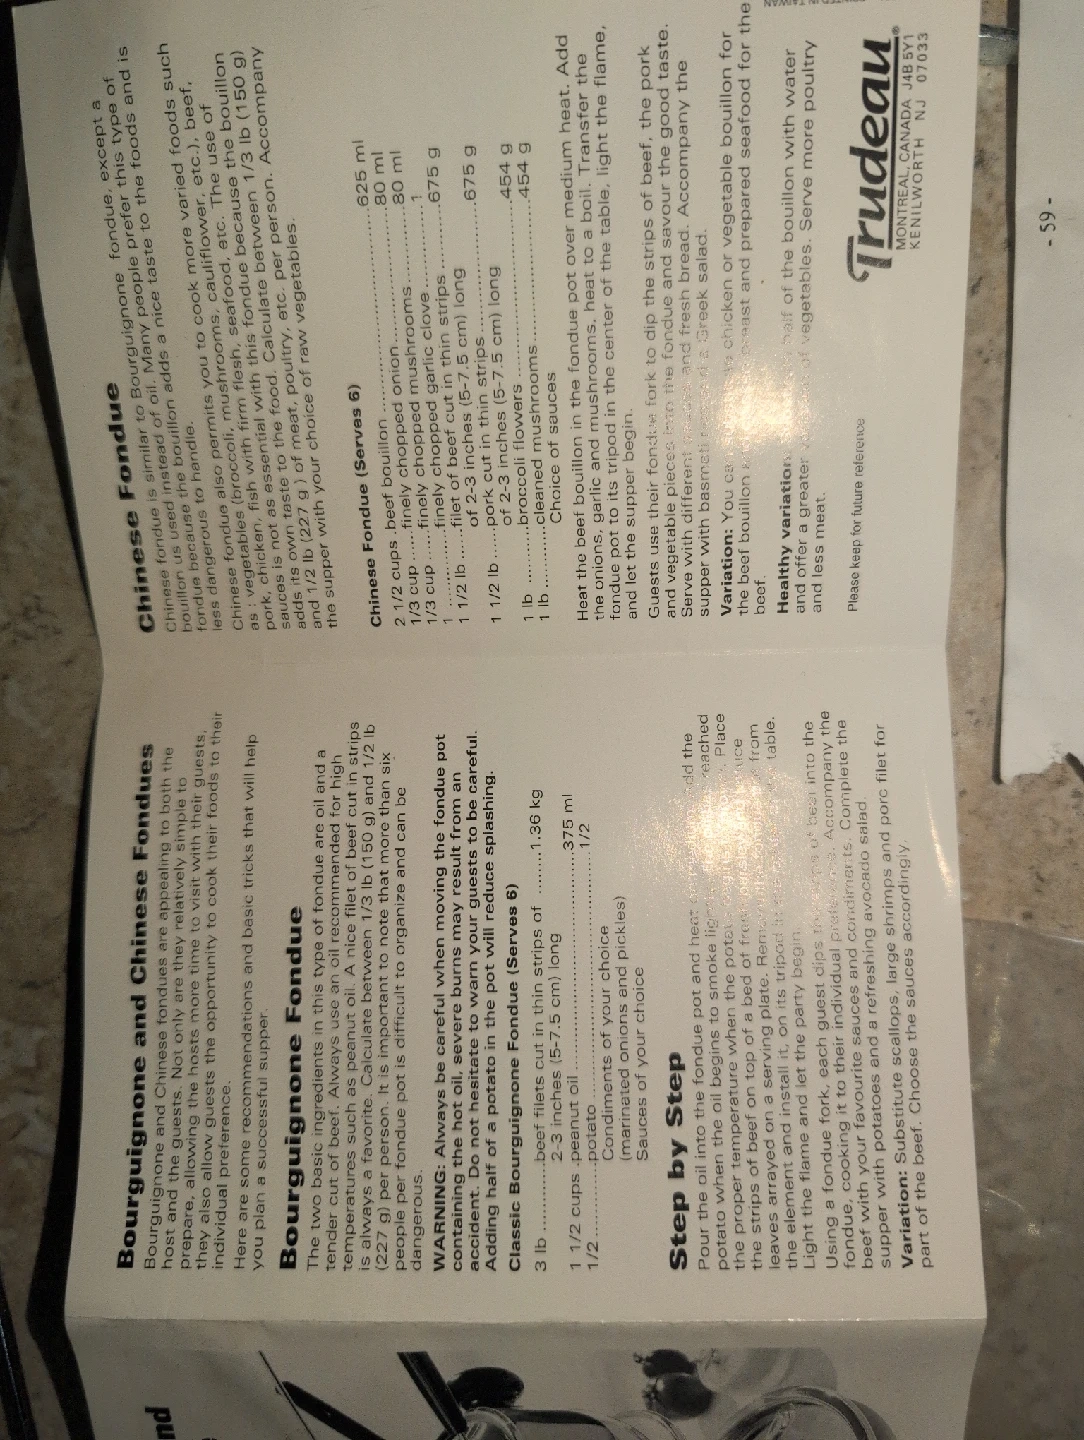 nd
Bourguignone and Chinese Fondues
Bourguignone and Chinese fondues are appealing to both the
host and the guests. Not only are they relatively simple to
prepare, allowing the hosts more time to visit with their guests,
they also allow guests the opportunity to cook their foods to their
individual preference.
Here are some recommendations and basic tricks that will help
you plan a successful supper.
Bourguignone Fondue
The two basic ingredients in this type of fondue are oil and a
tender cut of beef. Always use an oil recommended for high
temperatures such as peanut oil. A nice filet of beef cut in strips
is always a favorite. Calculate between 1/3 lb (150 g) and 1/2 lb
(227 g) per person. It is important to note that more than six
people per fondue pot is difficult to organize and can be
dangerous.
WARNING: Always be careful when moving the fondue pot
containing the hot oil, severe burns may result from an
accident. Do not hesitate to warn your guests to be careful.
Adding half of a potato in the pot will reduce splashing.
Classic Bourguignone Fondue (Serves 6)
3 lb ............beef filets cut in thin strips of ........1.36 kg
2-3 inches (5-7.5 cm) long
1 1/2 cups .peanut oil ....................................375 ml
1/2.............potato ........................................1/2
Condiments of your choice
(marinated onions and pickles)
Sauces of your choice
Step by Step
Pour the oil into the fondue pot and heat dd the
potato when the oil begins to smoke reached
the proper temperature when the Place
the strips of beef on top of a bed of
leaves arrayed on a serving plate. from
the element and install it, on its tripod table.
Light the flame and let the party begin.
Using a fondue fork, each guest dips into the
fondue, cooking it to their individual Accompany the
beef with your favourite sauces and condiments. Complete the
supper with potatoes and a refreshing avocado salad.
Variation: Substitute scallops, large shrimps and porc filet for
part of the beef. Choose the sauces accordingly
Chinese Fondue
Chinese fondue is similar to Bourguignone fondue, except a
bouillon us used instead of oil. Many people prefer this type of
fondue because the bouillon adds a nice taste to the foods and is
less dangerous to handle.
Chinese fondue also permits you to cook more varied foods such
as : vegetables (broccoli, mushrooms, cauliflower, etc.), beef,
pork, chicken, fish with firm flesh, seafood, etc. The use of
sauces is not as essential with this fondue because the bouillon
adds its own taste to the food. Calculate between 1/3 lb (150 g)
and 1/2 lb (227 g ) of meat, poultry, etc. per person. Accompany
the supper with your choice of raw vegetables.
Chinese Fondue (Serves 6)
2 1/2 cups ..beef bouillon ................................625 ml
1/3 cup ......finely chopped onion......................80 ml
1/3 cup ......finely chopped mushrooms..............80 ml
1 ..............finely chopped garlic clove..............1
1 1/2 lb......filet of beef cut in thin strips ..........675 g
of 2-3 inches (5-7.5 cm) long
1 1/2 lb......pork cut in thin strips....................675 g
of 2-3 inches (5-7.5 cm) long
1 lb ...........broccoli flowers ............................454 g
1 lb............cleaned mushrooms......................454 g
Choice of sauces
Heat the beef bouillon in the fondue pot over medium heat. Add
the onions, garlic and mushrooms, heat to a boil. Transfer the
fondue pot to its tripod in the center of the table, light the flame,
and let the supper begin.
Guests use their fondue fork to dip the strips of beef, the pork
and vegetable pieces into the fondue and savour the good taste.
Serve with different and fresh bread. Accompany the
supper with basmati Greek salad.
Variation: You chicken or vegetable bouillon for
the beef bouillon breast and prepared seafood for the
beef.
Healthy variation: half of the bouillon with water
and offer a greater of vegetables. Serve more poultry
and less meat.
Please keep for future reference
Trudeau®
MONTREAL, CANADA J4B 5Y1
KENILWORTH NJ 07033
PRINTED IN TAIWAN
- 59 -